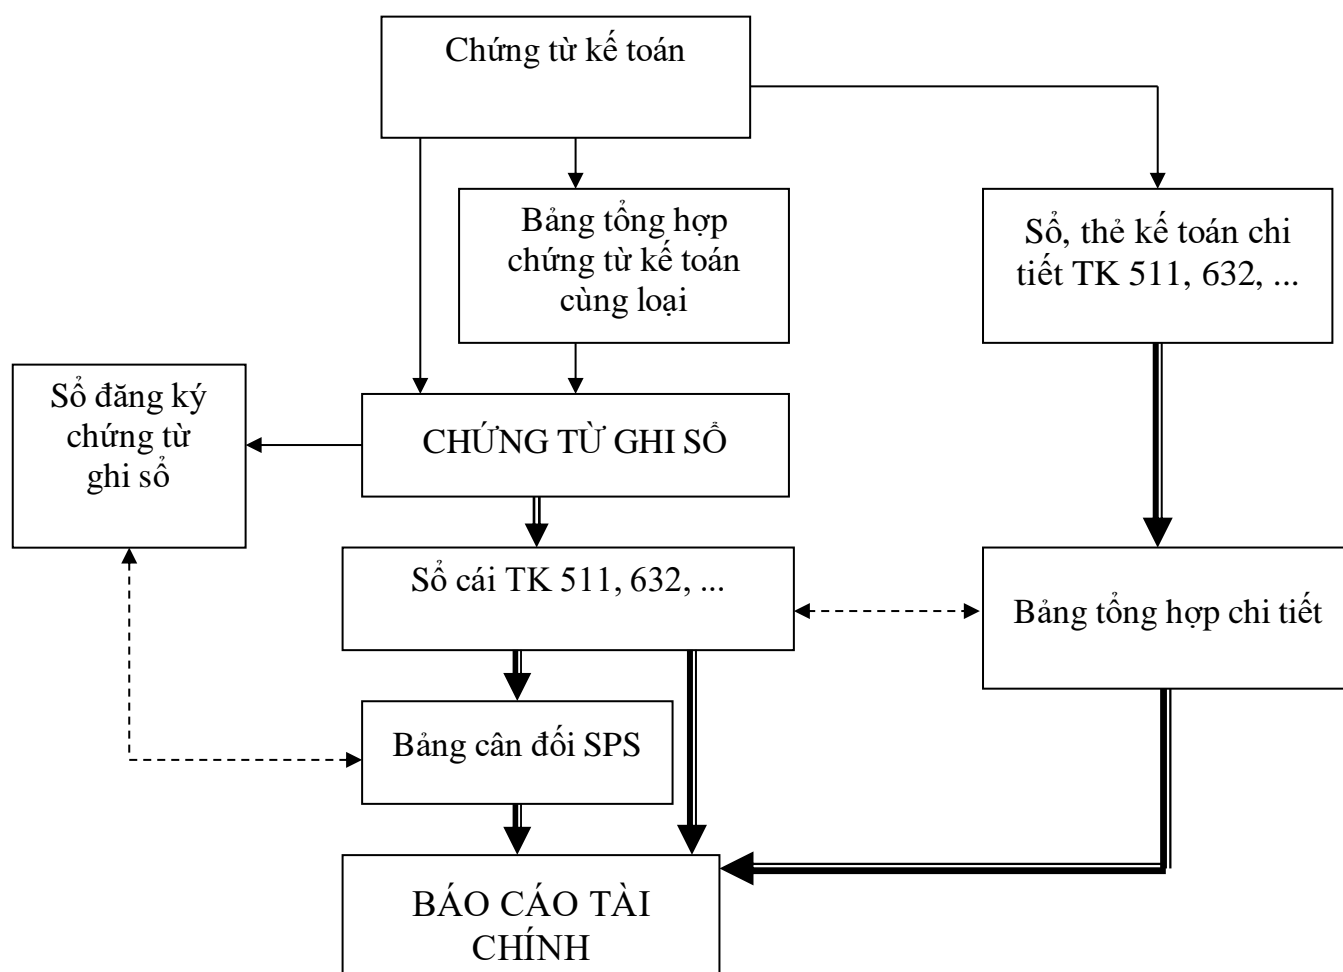 Chứng từ kế toán
Bảng tổng hợp
chứng từ kế toán
cùng loại
Sổ, thẻ kế toán chi
tiết TK 511, 632, ...
Sổ đăng ký
chứng từ
ghi sổ
CHỨNG TỪ GHI SỔ
Sổ cái TK 511, 632, ...
Bảng tổng hợp chi tiết
Bảng cân đối SPS
BÁO CÁO TÀI
CHÍNH